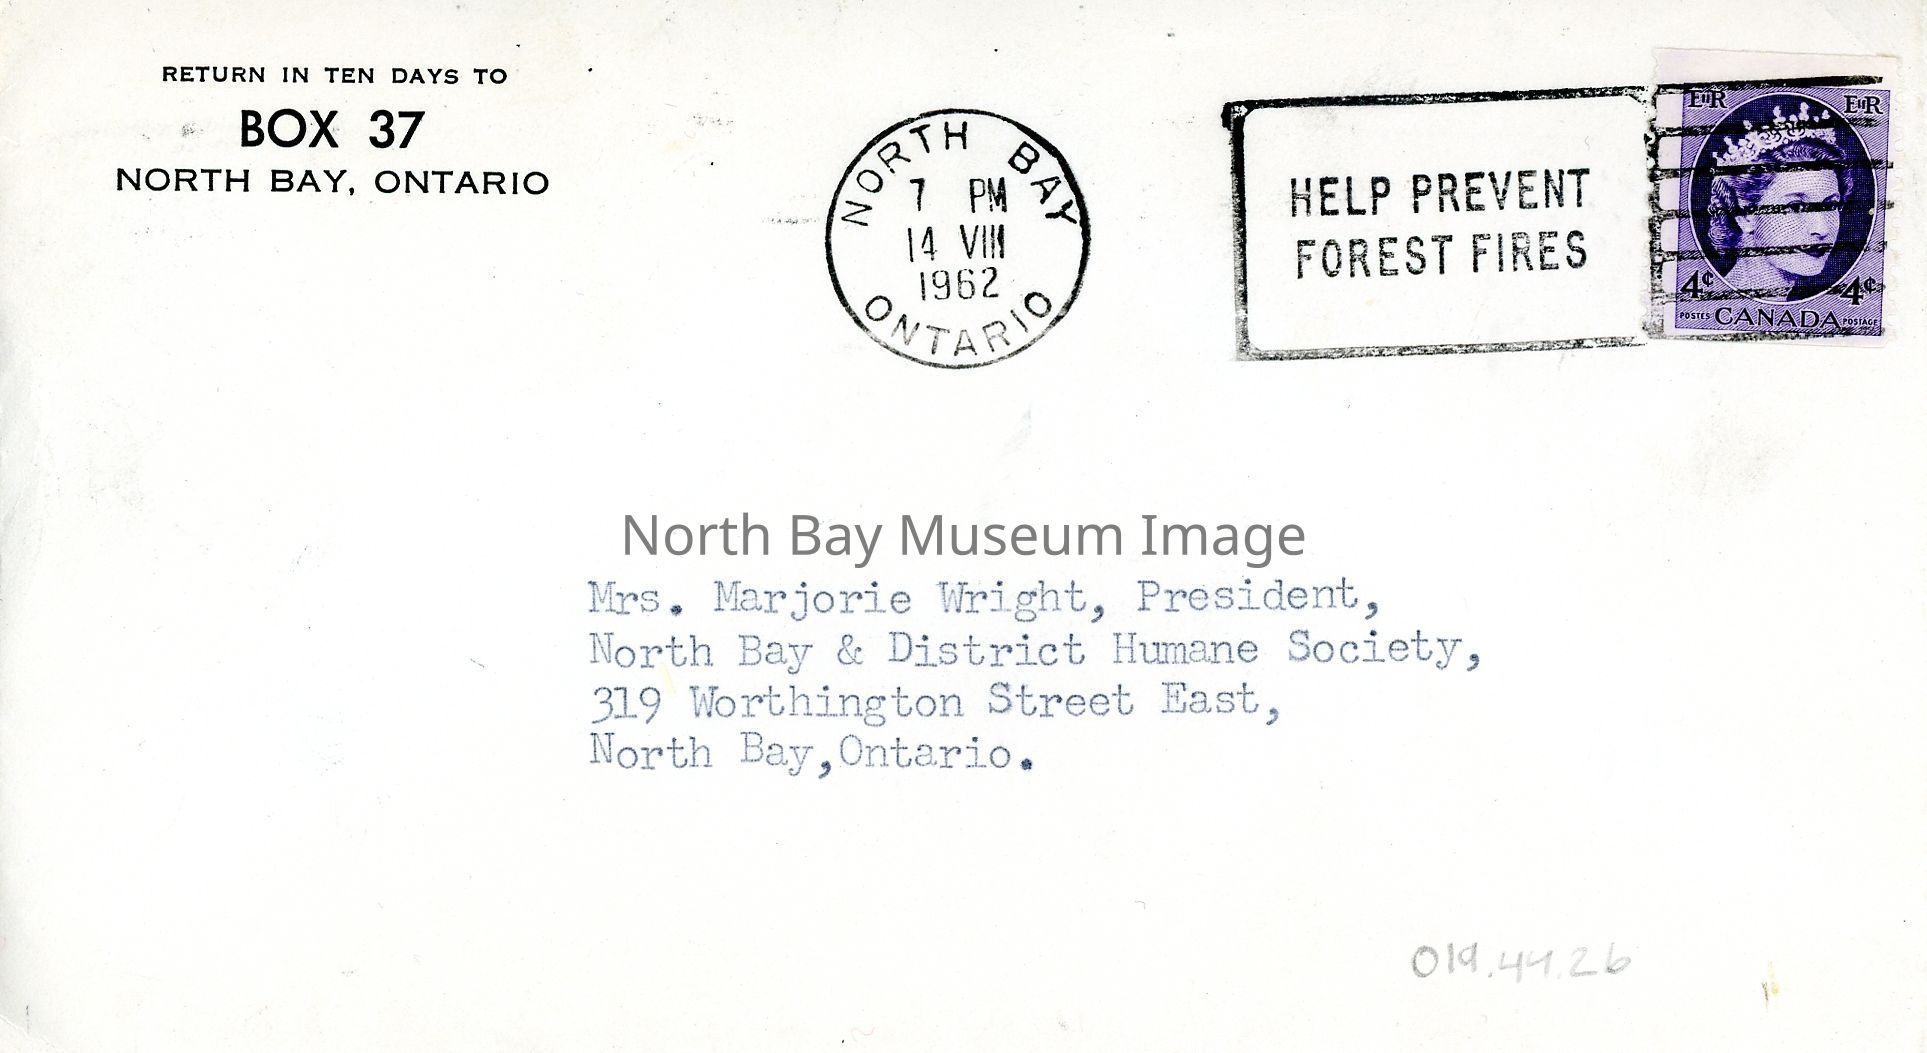 RETURN IN TEN DAYS TO
BOX 37
NORTH BAY, ONTARIO
NORTH BAY
7 PM
14 VIII
1962
ONTARIO
HELP PREVENT
FOREST FIRES
EIIR EIIR
4¢ 4¢
POSTES CANADA POSTAGE
North Bay Museum Image
Mrs. Marjorie Wright, President,
North Bay & District Humane Society,
319 Worthington Street East,
North Bay,Ontario.
019.44.26